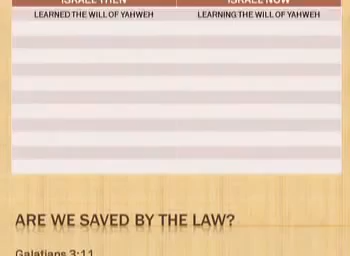 ISRAEL THEN ISRAEL NOW
LEARNED THE WILL OF YAHWEH LEARNING THE WILL OF YAHWEH
ARE WE SAVED BY THE LAW?
Galatians 3:11